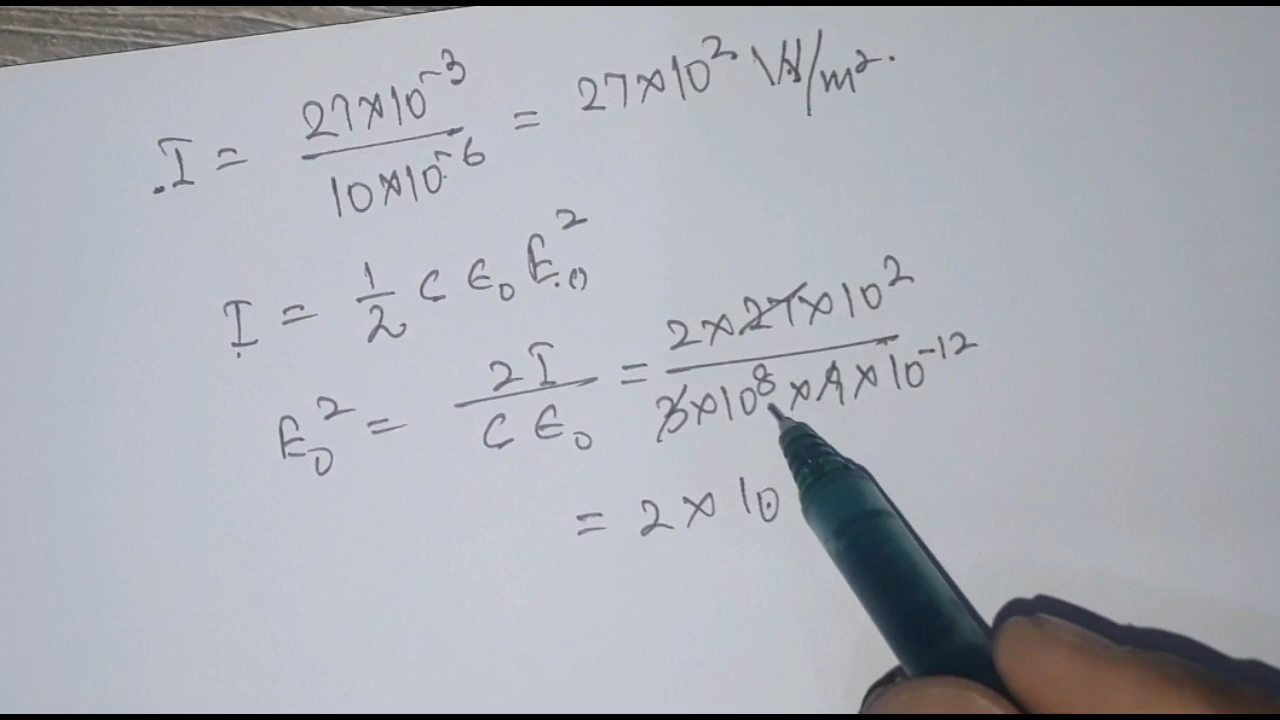 I = 27×10⁻³ / 10×10⁻⁶ = 27×10² W/m².
I = 1/2 c ε₀ E₀²
E₀² = 2I / c ε₀ = 2×27×10² / 3×10⁸×9×10⁻¹²
= 2×10